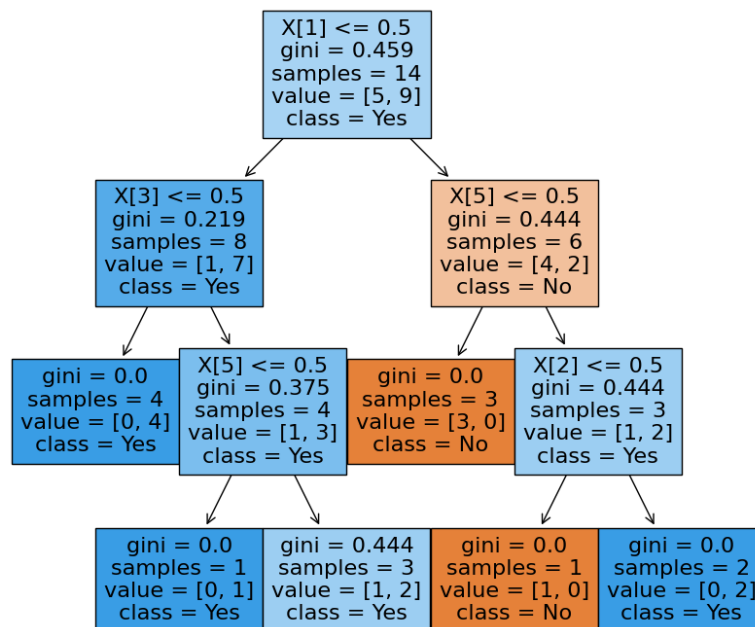 X[1] <= 0.5
gini = 0.459
samples = 14
value = [5, 9]
class = Yes
X[3] <= 0.5
gini = 0.219
samples = 8
value = [1, 7]
class = Yes
X[5] <= 0.5
gini = 0.444
samples = 6
value = [4, 2]
class = No
gini = 0.0
samples = 4
value = [0, 4]
class = Yes
X[5] <= 0.5
gini = 0.375
samples = 4
value = [1, 3]
class = Yes
gini = 0.0
samples = 3
value = [3, 0]
class = No
X[2] <= 0.5
gini = 0.444
samples = 3
value = [1, 2]
class = Yes
gini = 0.0
samples = 1
value = [0, 1]
class = Yes
gini = 0.444
samples = 3
value = [1, 2]
class = Yes
gini = 0.0
samples = 1
value = [1, 0]
class = No
gini = 0.0
samples = 2
value = [0, 2]
class = Yes